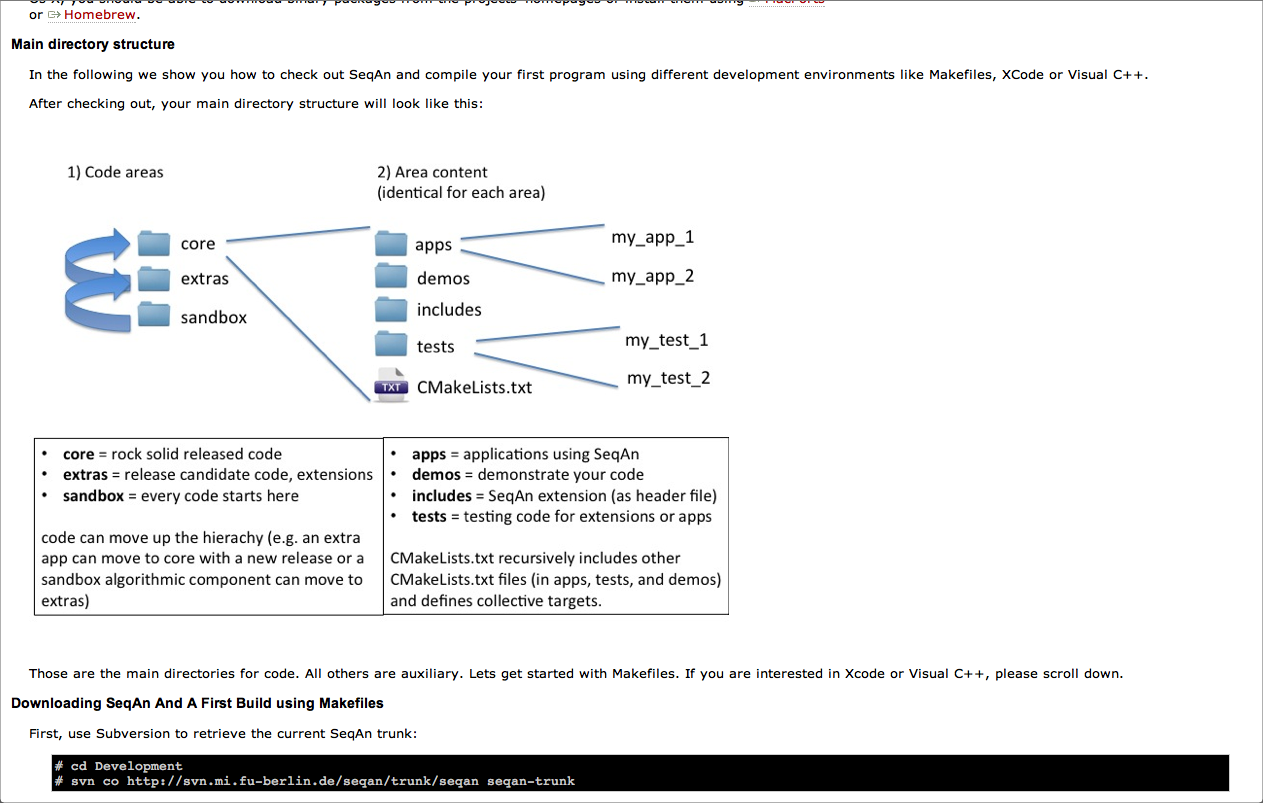 or Homebrew.
Main directory structure
In the following we show you how to check out SeqAn and compile your first program using different development environments like Makefiles, XCode or Visual C++.
After checking out, your main directory structure will look like this:
1) Code areas
core
extras
sandbox
2) Area content
(identical for each area)
apps
demos
includes
tests
TXT
CMakeLists.txt
my_app_1
my_app_2
my_test_1
my_test_2
• core = rock solid released code
• extras = release candidate code, extensions
• sandbox = every code starts here
code can move up the hierachy (e.g. an extra
app can move to core with a new release or a
sandbox algorithmic component can move to
extras)
• apps = applications using SeqAn
• demos = demonstrate your code
• includes = SeqAn extension (as header file)
• tests = testing code for extensions or apps
CMakeLists.txt recursively includes other
CMakeLists.txt files (in apps, tests, and demos)
and defines collective targets.
Those are the main directories for code. All others are auxiliary. Lets get started with Makefiles. If you are interested in Xcode or Visual C++, please scroll down.
Downloading SeqAn And A First Build using Makefiles
First, use Subversion to retrieve the current SeqAn trunk:
# cd Development
# svn co http://svn.mi.fu-berlin.de/seqan/trunk/seqan seqan-trunk